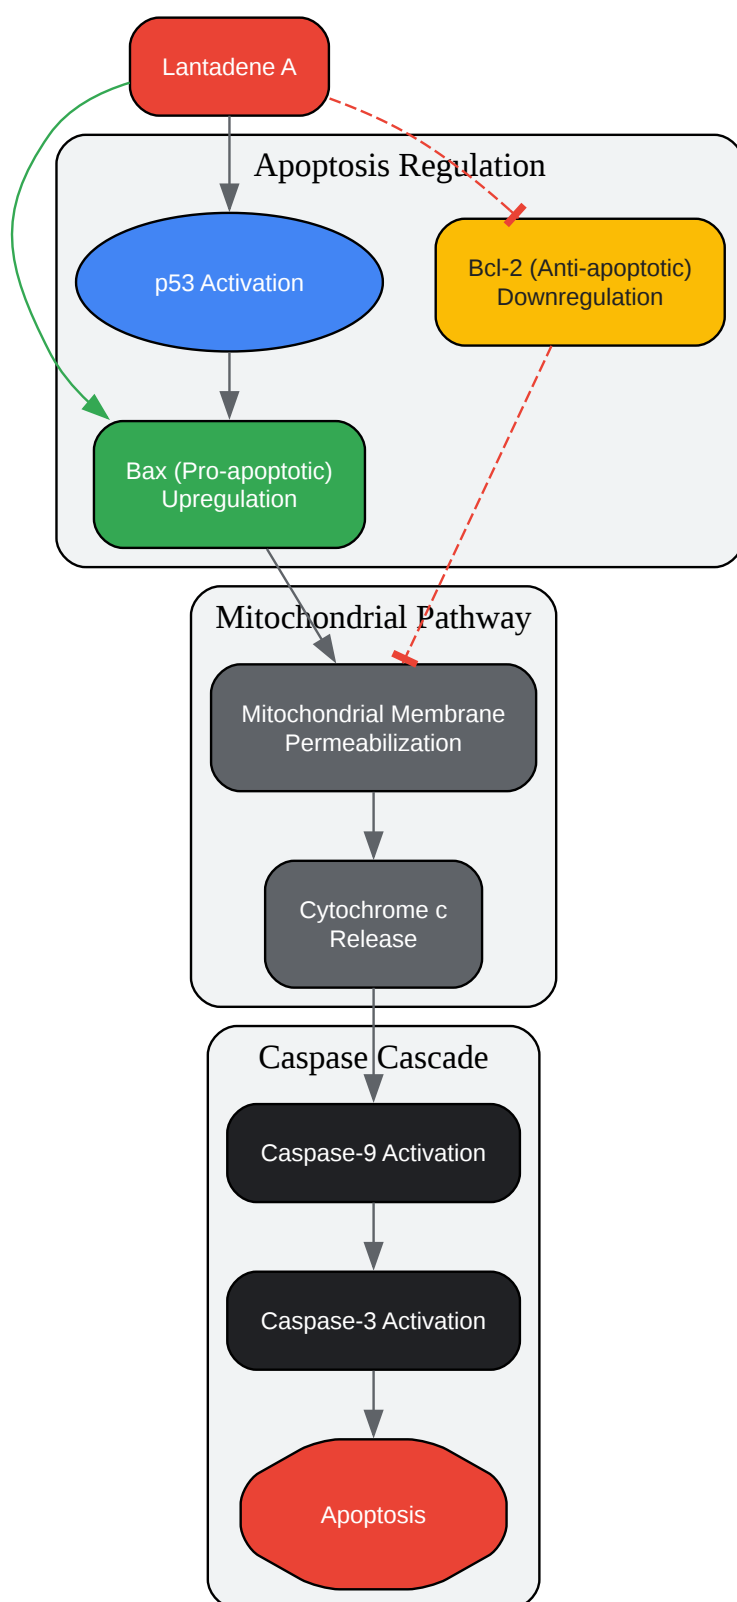 Lantadene A
Apoptosis Regulation
p53 Activation
Bcl-2 (Anti-apoptotic)
Downregulation
Bax (Pro-apoptotic)
Upregulation
Mitochondrial Pathway
Mitochondrial Membrane
Permeabilization
Cytochrome c
Release
Caspase Cascade
Caspase-9 Activation
Caspase-3 Activation
Apoptosis